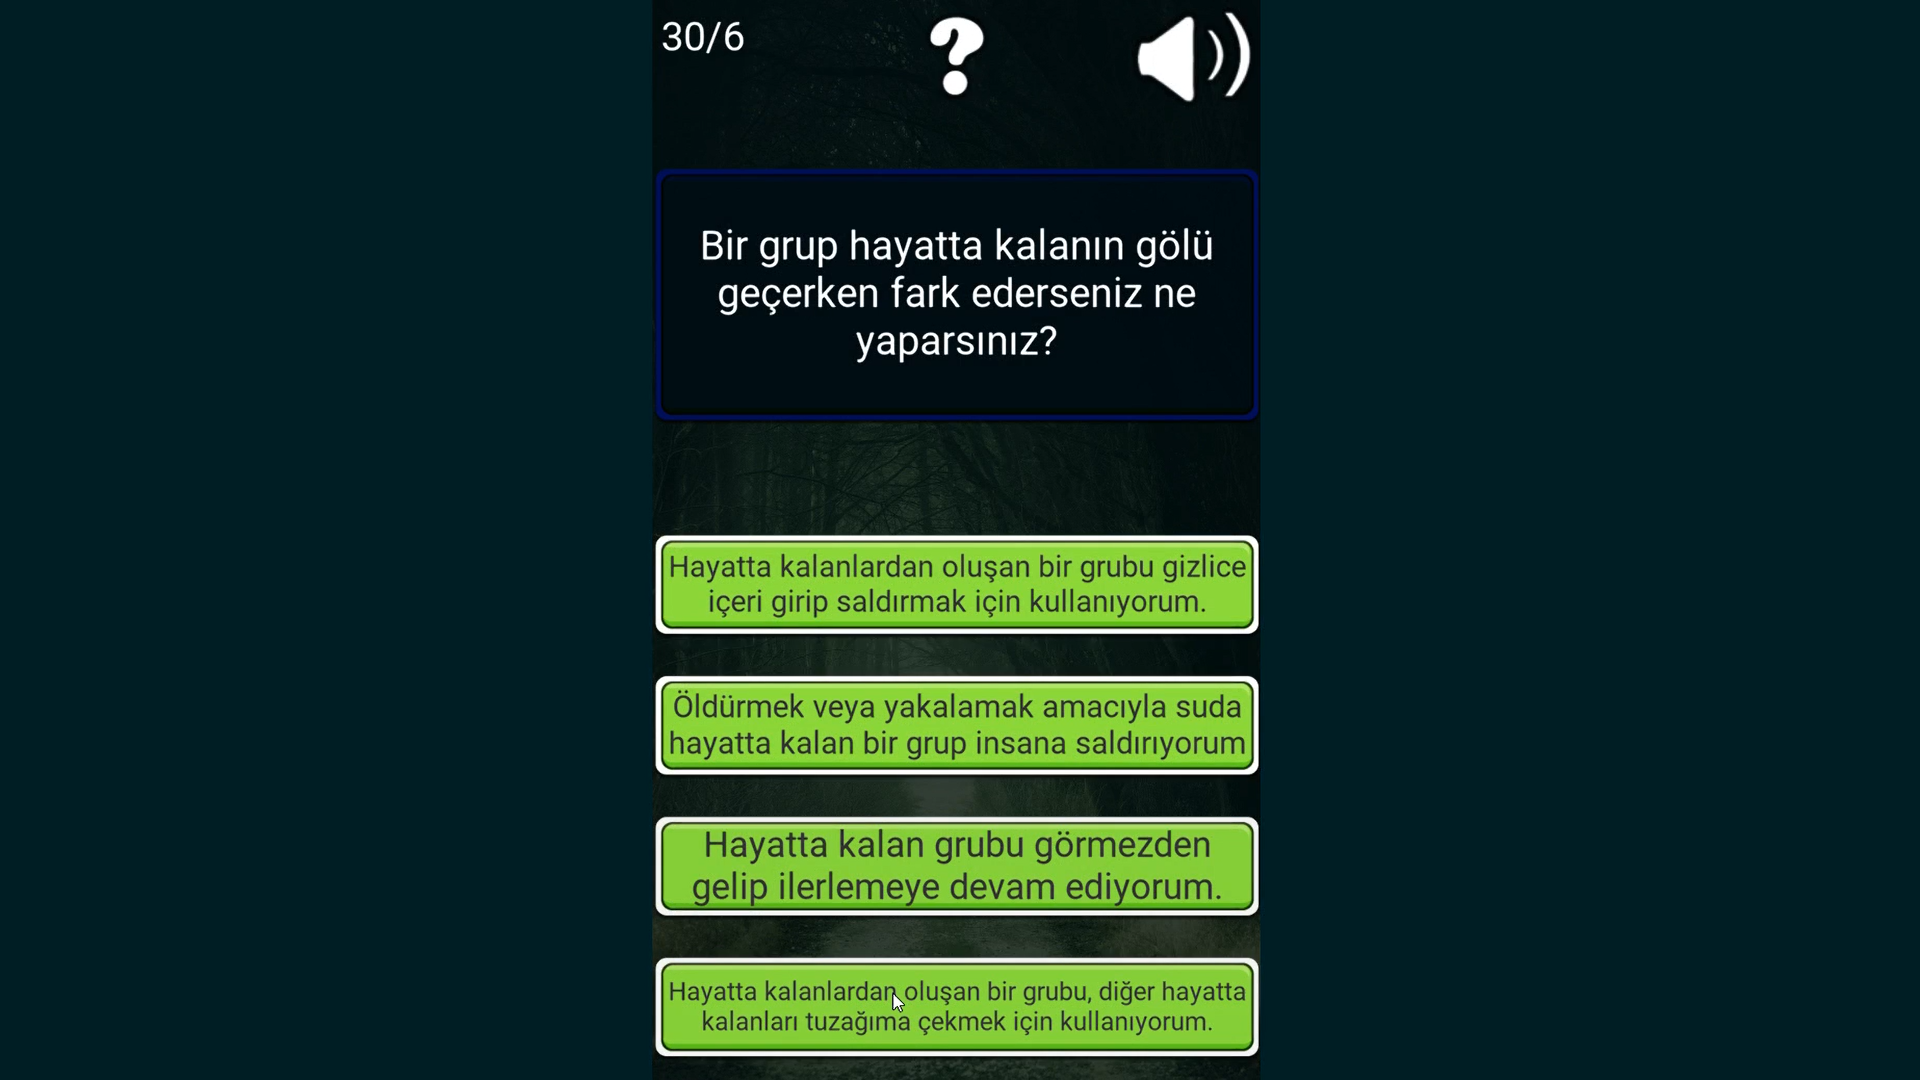 30/6
?
Bir grup hayatta kalanın gölü
geçerken fark ederseniz ne
yaparsınız?
Hayatta kalanlardan oluşan bir grubu gizlice
içeri girip saldırmak için kullanıyorum.
Öldürmek veya yakalamak amacıyla suda
hayatta kalan bir grup insana saldırıyorum
Hayatta kalan grubu görmezden
gelip ilerlemeye devam ediyorum.
Hayatta kalanlardan oluşan bir grubu, diğer hayatta
kalanları tuzağıma çekmek için kullanıyorum.